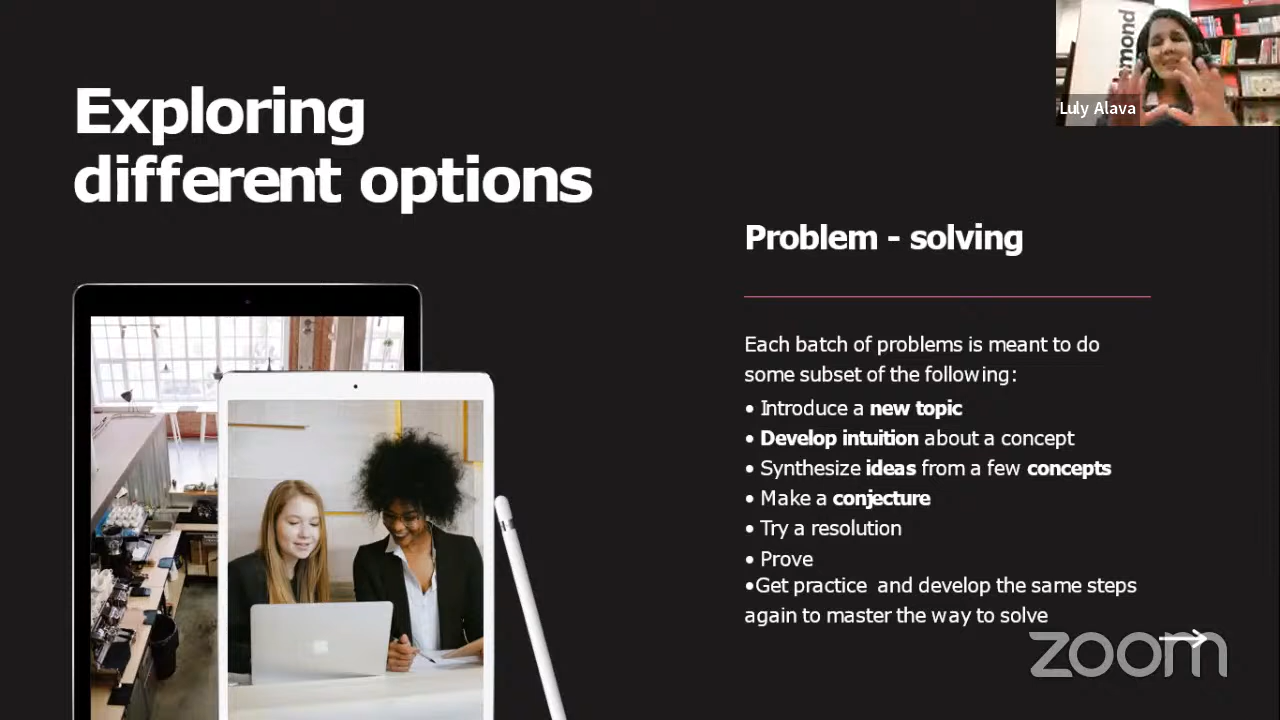 Exploring
different options
mond
Luly Alava
Problem - solving
Each batch of problems is meant to do
some subset of the following:
• Introduce a new topic
• Develop intuition about a concept
• Synthesize ideas from a few concepts
• Make a conjecture
• Try a resolution
• Prove
•Get practice  and develop the same steps
again to master the way to solve
zoom